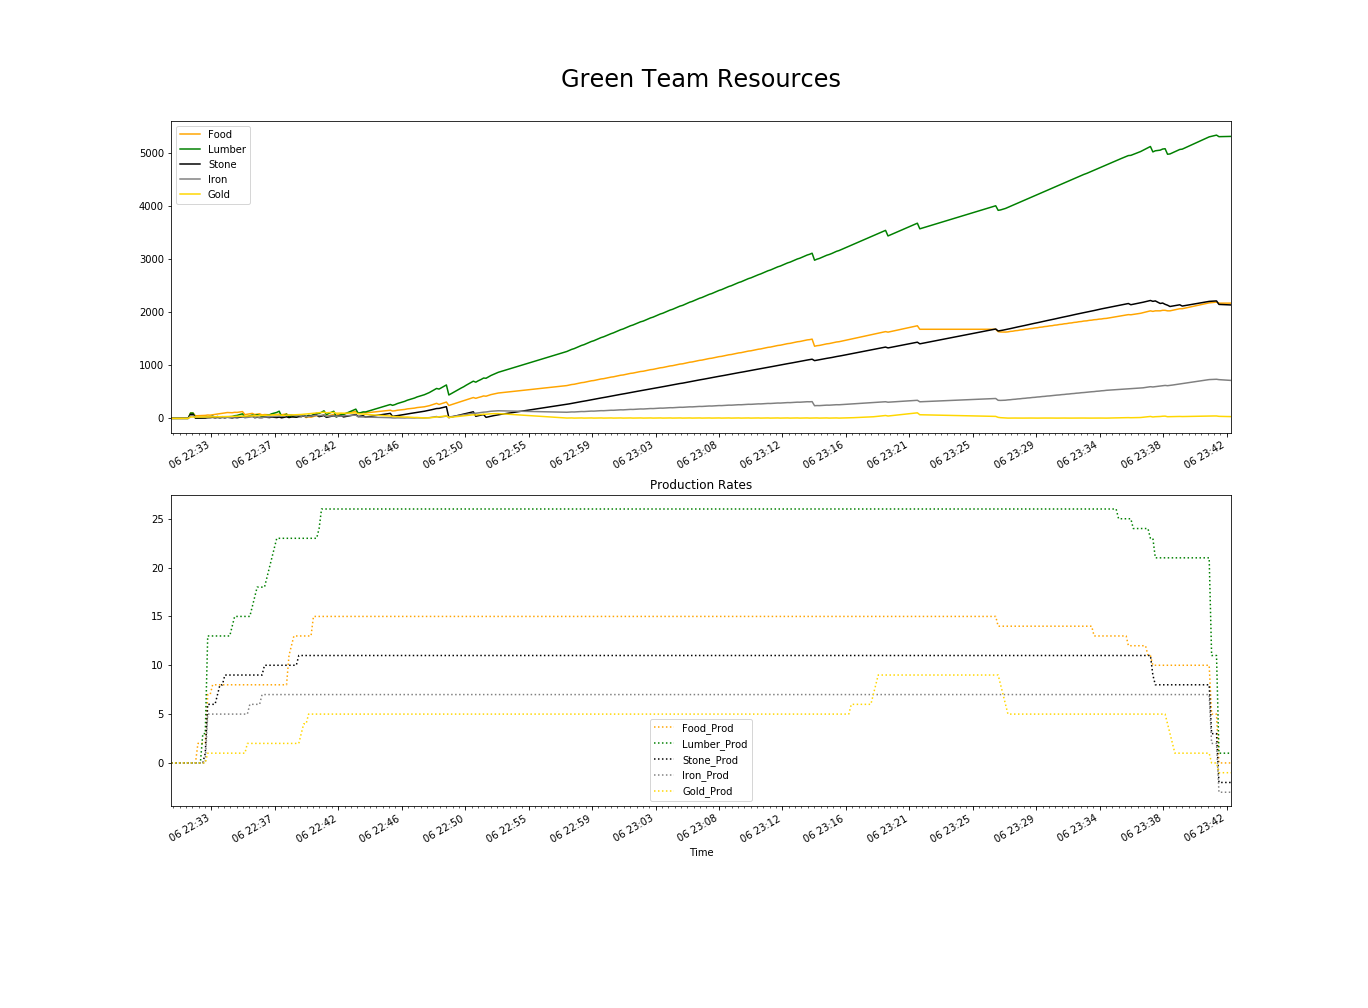 Green Team Resources
Food
Lumber
Stone
Iron
Gold
5000
4000
3000
2000
1000
0
06 22:33 06 22:37 06 22:42 06 22:46 06 22:50 06 22:55 06 22:59 06 23:03 06 23:08 06 23:12 06 23:16 06 23:21 06 23:25 06 23:29 06 23:34 06 23:38 06 23:42
Production Rates
25
20
15
10
5
0
Food_Prod
Lumber_Prod
Stone_Prod
Iron_Prod
Gold_Prod
06 22:33 06 22:37 06 22:42 06 22:46 06 22:50 06 22:55 06 22:59 06 23:03 06 23:08 06 23:12 06 23:16 06 23:21 06 23:25 06 23:29 06 23:34 06 23:38 06 23:42
Time